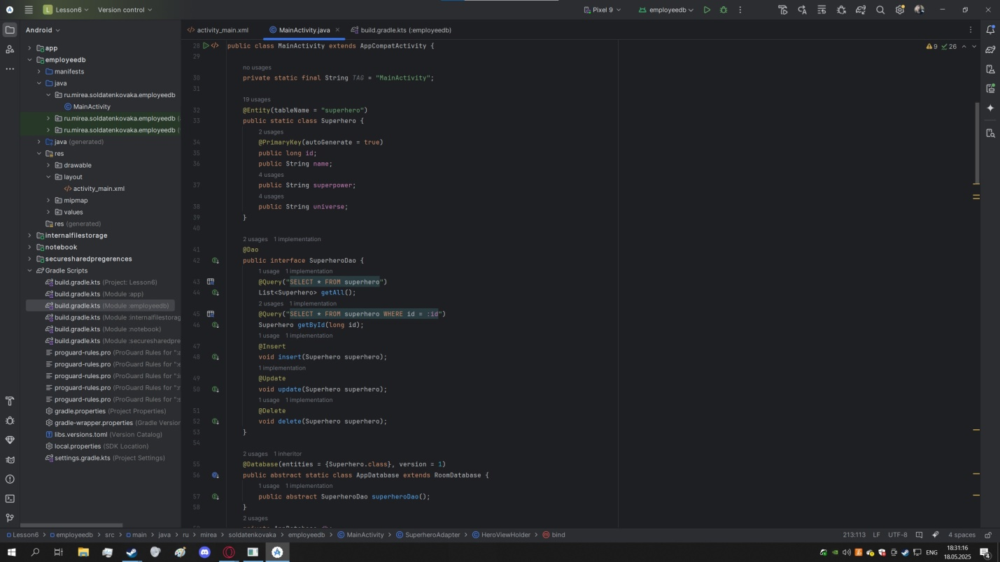 L Lesson6 Version control Pixel 9 employeedb
Android
activity_main.xml MainActivity.java build.gradle.kts (:employeedb)
app
employeedb
manifests
java
ru.mirea.soldatenkovaka.employeedb
MainActivity
ru.mirea.soldatenkovaka.employeedb
ru.mirea.soldatenkovaka.employeedb
java (generated)
res
drawable
layout
activity_main.xml
mipmap
values
res (generated)
internalfilestorage
notebook
securesharedpregerences
Gradle Scripts
build.gradle.kts (Project: Lesson6)
build.gradle.kts (Module :app)
build.gradle.kts (Module :employeedb)
build.gradle.kts (Module :internalfilestorag
build.gradle.kts (Module :notebook)
build.gradle.kts (Module :securesharedpre
proguard-rules.pro (ProGuard Rules for ":
proguard-rules.pro (ProGuard Rules for ":
proguard-rules.pro (ProGuard Rules for ":
proguard-rules.pro (ProGuard Rules for ":
proguard-rules.pro (ProGuard Rules for ":
gradle.properties (Project Properties)
gradle-wrapper.properties (Gradle Version
libs.versions.toml (Version Catalog)
local.properties (SDK Location)
settings.gradle.kts (Project Settings)
28 public class MainActivity extends AppCompatActivity {
9 26
29
no usages
30 private static final String TAG = "MainActivity";
31
19 usages
32 @Entity(tableName = "superhero")
33 public static class Superhero {
2 usages
34 @PrimaryKey(autoGenerate = true)
35 public long id;
36 public String name;
4 usages
37 public String superpower;
4 usages
38 public String universe;
39 }
40
2 usages 1 implementation
41 @Dao
42 public interface SuperheroDao {
1 usage 1 implementation
43 @Query("SELECT * FROM superhero")
44 List<Superhero> getAll();
2 usages 1 implementation
45 @Query("SELECT * FROM superhero WHERE id = :id")
46 Superhero getById(long id);
1 usage 1 implementation
47 @Insert
48 void insert(Superhero superhero);
1 implementation
49 @Update
50 void update(Superhero superhero);
1 usage 1 implementation
51 @Delete
52 void delete(Superhero superhero);
53 }
54
2 usages 1 inheritor
55 @Database(entities = {Superhero.class}, version = 1)
56 public abstract static class AppDatabase extends RoomDatabase {
1 usage 1 implementation
57 public abstract SuperheroDao superheroDao();
58 }
2 usages
Lesson6 > employeedb > src > main > java > ru > mirea > soldatenkovaka > employeedb > MainActivity > SuperheroAdapter > HeroViewHolder > bind
213:113 LF UTF-8 4 spaces
ENG
18:31:16
18.05.2025
4